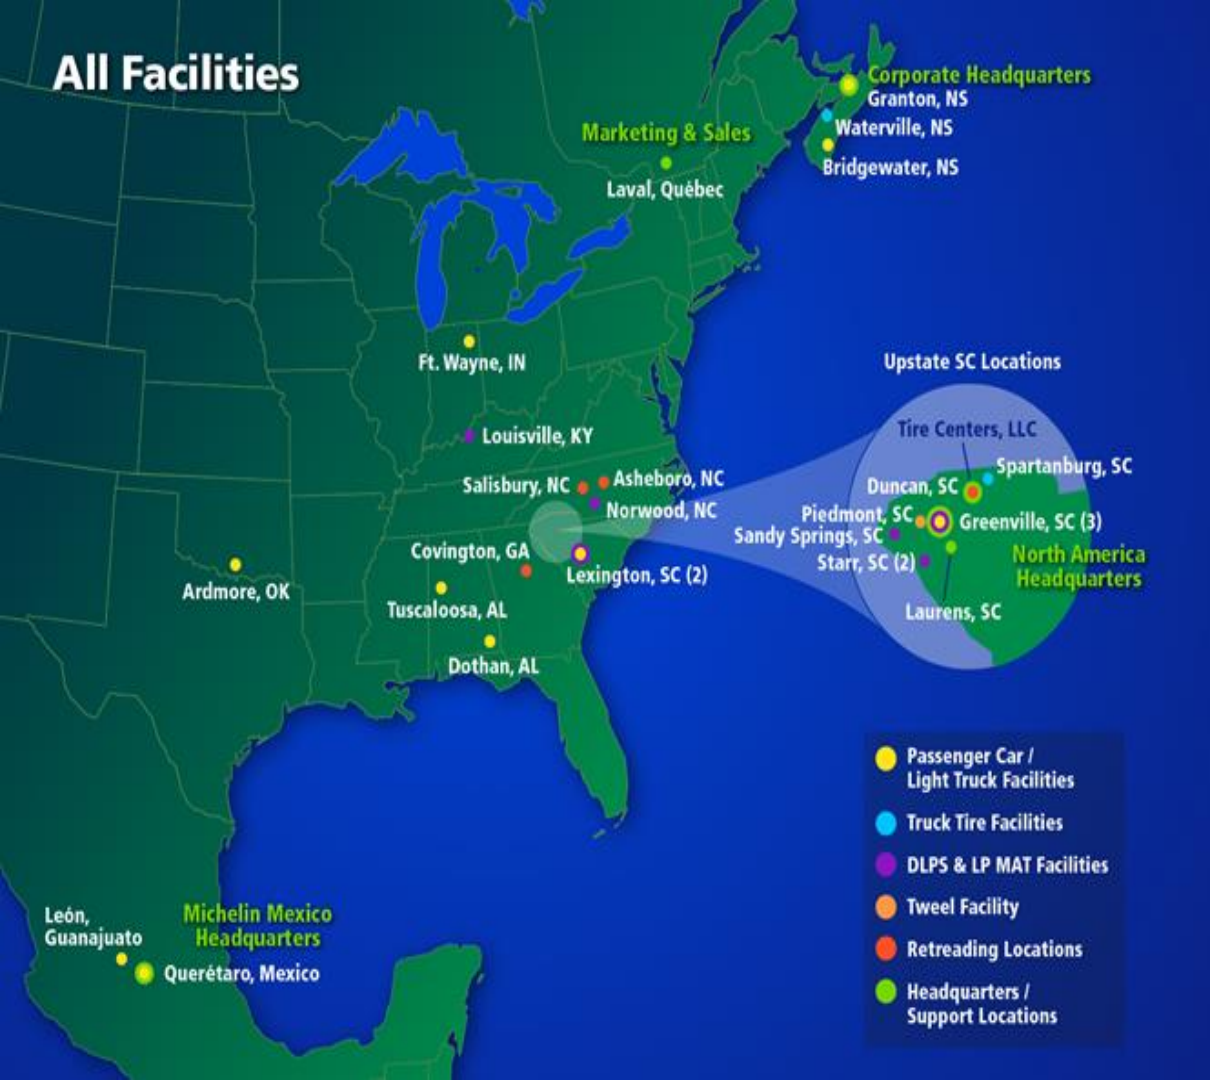 All Facilities
Corporate Headquarters
Granton, NS
Waterville, NS
Bridgewater, NS
Marketing & Sales
Laval, Québec
Ft. Wayne, IN
Louisville, KY
Salisbury, NC
Asheboro, NC
Norwood, NC
Covington, GA
Lexington, SC (2)
Ardmore, OK
Tuscaloosa, AL
Dothan, AL
Upstate SC Locations
Tire Centers, LLC
Spartanburg, SC
Duncan, SC
Piedmont, SC
Greenville, SC (3)
Sandy Springs, SC
Starr, SC (2)
North America
Headquarters
Laurens, SC
Passenger Car /
Light Truck Facilities
Truck Tire Facilities
DLPS & LP MAT Facilities
Tweel Facility
Retreading Locations
Headquarters /
Support Locations
León,
Guanajuato
Michelin Mexico
Headquarters
Querétaro, Mexico